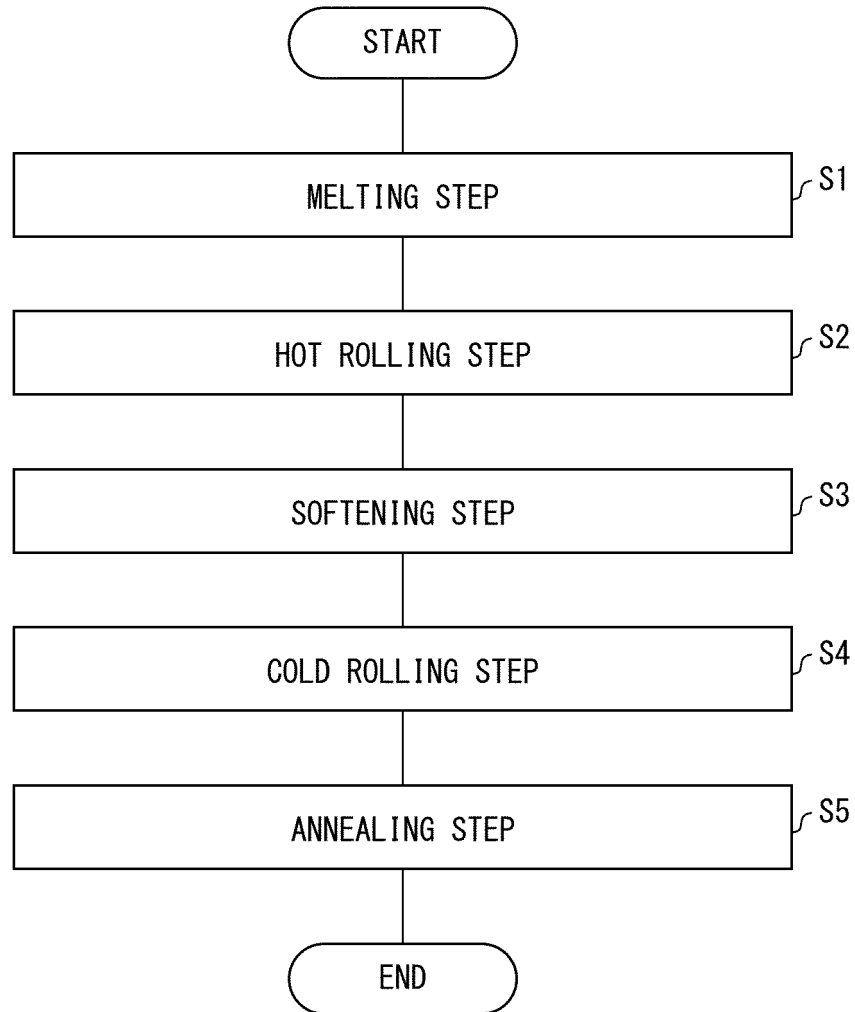 START
MELTING STEP
S1
HOT ROLLING STEP
S2
SOFTENING STEP
S3
COLD ROLLING STEP
S4
ANNEALING STEP
S5
END